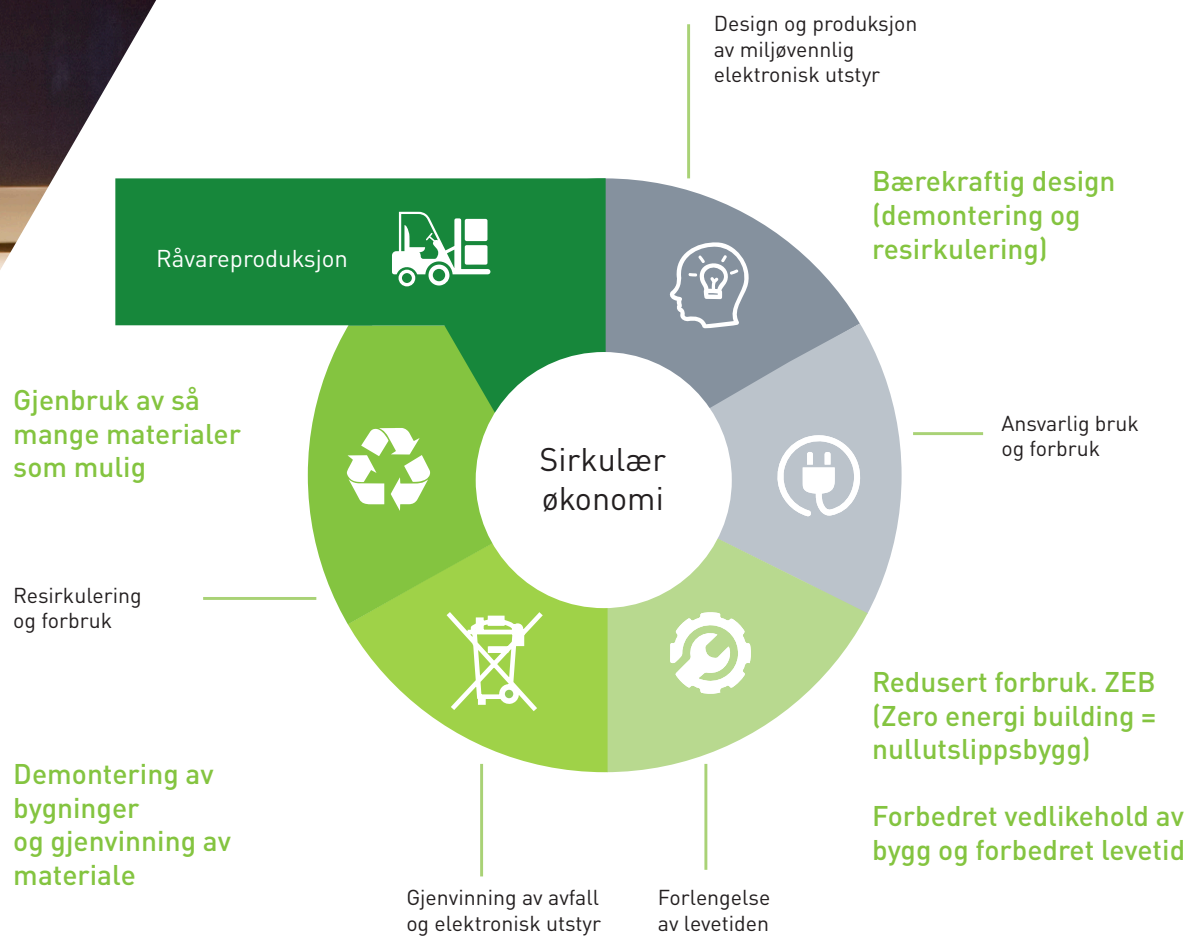 Design og produksjon
av miljøvennlig
elektronisk utstyr
Bærekraftig design
(demontering og
resirkulering)
Råvareproduksjon
Gjenbruk av så
mange materialer
som mulig
Sirkulær
økonomi
Ansvarlig bruk
og forbruk
Resirkulering
og forbruk
Redusert forbruk. ZEB
(Zero energi building =
nullutslippsbygg)
Forbedret vedlikehold av
bygg og forbedret levetid
Demontering av
bygninger
og gjenvinning av
materiale
Gjenvinning av avfall
og elektronisk utstyr
Forlengelse
av levetiden